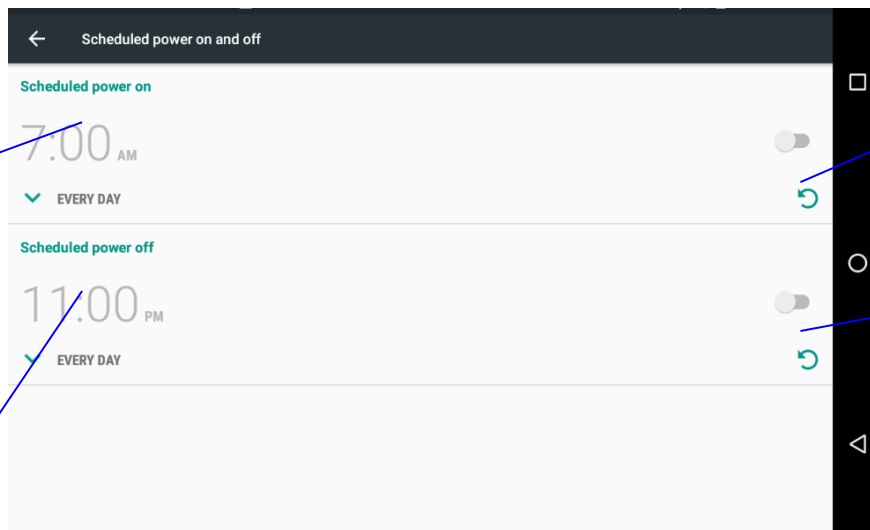 Scheduled power on and off
Scheduled power on
7:00 AM
EVERY DAY
Scheduled power off
11:00 PM
EVERY DAY